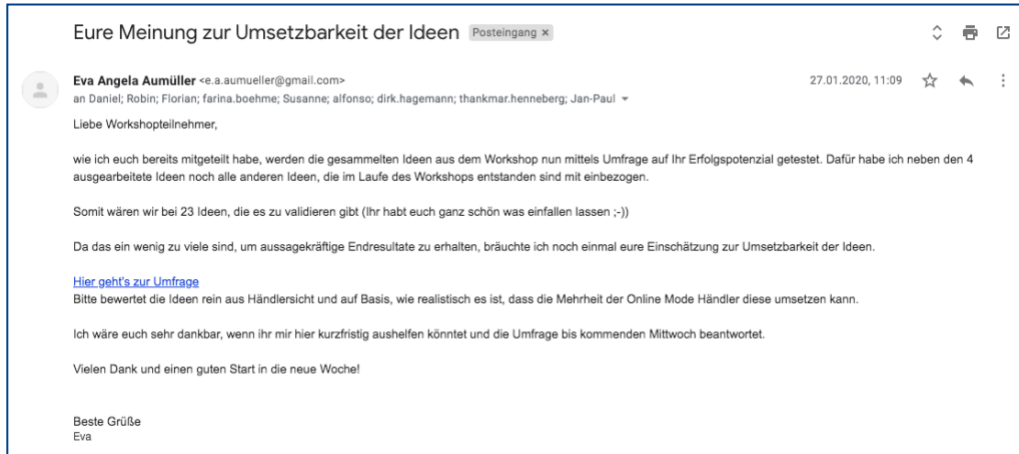 Eure Meinung zur Umsetzbarkeit der Ideen Posteingang ×
Eva Angela Aumüller <e.a.aumueller@gmail.com> 27.01.2020, 11:09
an Daniel; Robin; Florian; farina.boehme; Susanne; alfonso; dirk.hagemann; thankmar.henneberg; Jan-Paul
Liebe Workshopteilnehmer,
wie ich euch bereits mitgeteilt habe, werden die gesammelten Ideen aus dem Workshop nun mittels Umfrage auf Ihr Erfolgspotenzial getestet. Dafür habe ich neben den 4
ausgearbeitete Ideen noch alle anderen Ideen, die im Laufe des Workshops entstanden sind mit einbezogen.
Somit wären wir bei 23 Ideen, die es zu validieren gibt (Ihr habt euch ganz schön was einfallen lassen ;-))
Da das ein wenig zu viele sind, um aussagekräftige Endresultate zu erhalten, bräuchte ich noch einmal eure Einschätzung zur Umsetzbarkeit der Ideen.
Hier geht's zur Umfrage
Bitte bewertet die Ideen rein aus Händlersicht und auf Basis, wie realistisch es ist, dass die Mehrheit der Online Mode Händler diese umsetzen kann.
Ich wäre euch sehr dankbar, wenn ihr mir hier kurzfristig aushelfen könntet und die Umfrage bis kommenden Mittwoch beantwortet.
Vielen Dank und einen guten Start in die neue Woche!
Beste Grüße
Eva